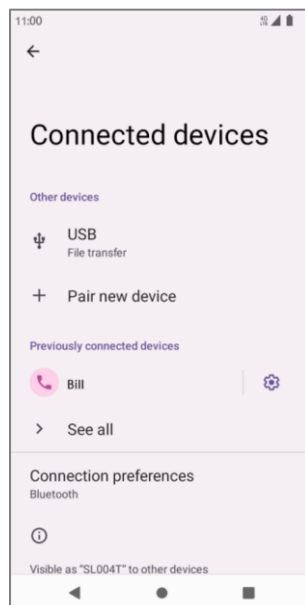 11:00
4G
Connected devices
Other devices
USB
File transfer
Pair new device
Previously connected devices
Bill
See all
Connection preferences
Bluetooth
Visible as “SL004T” to other devices